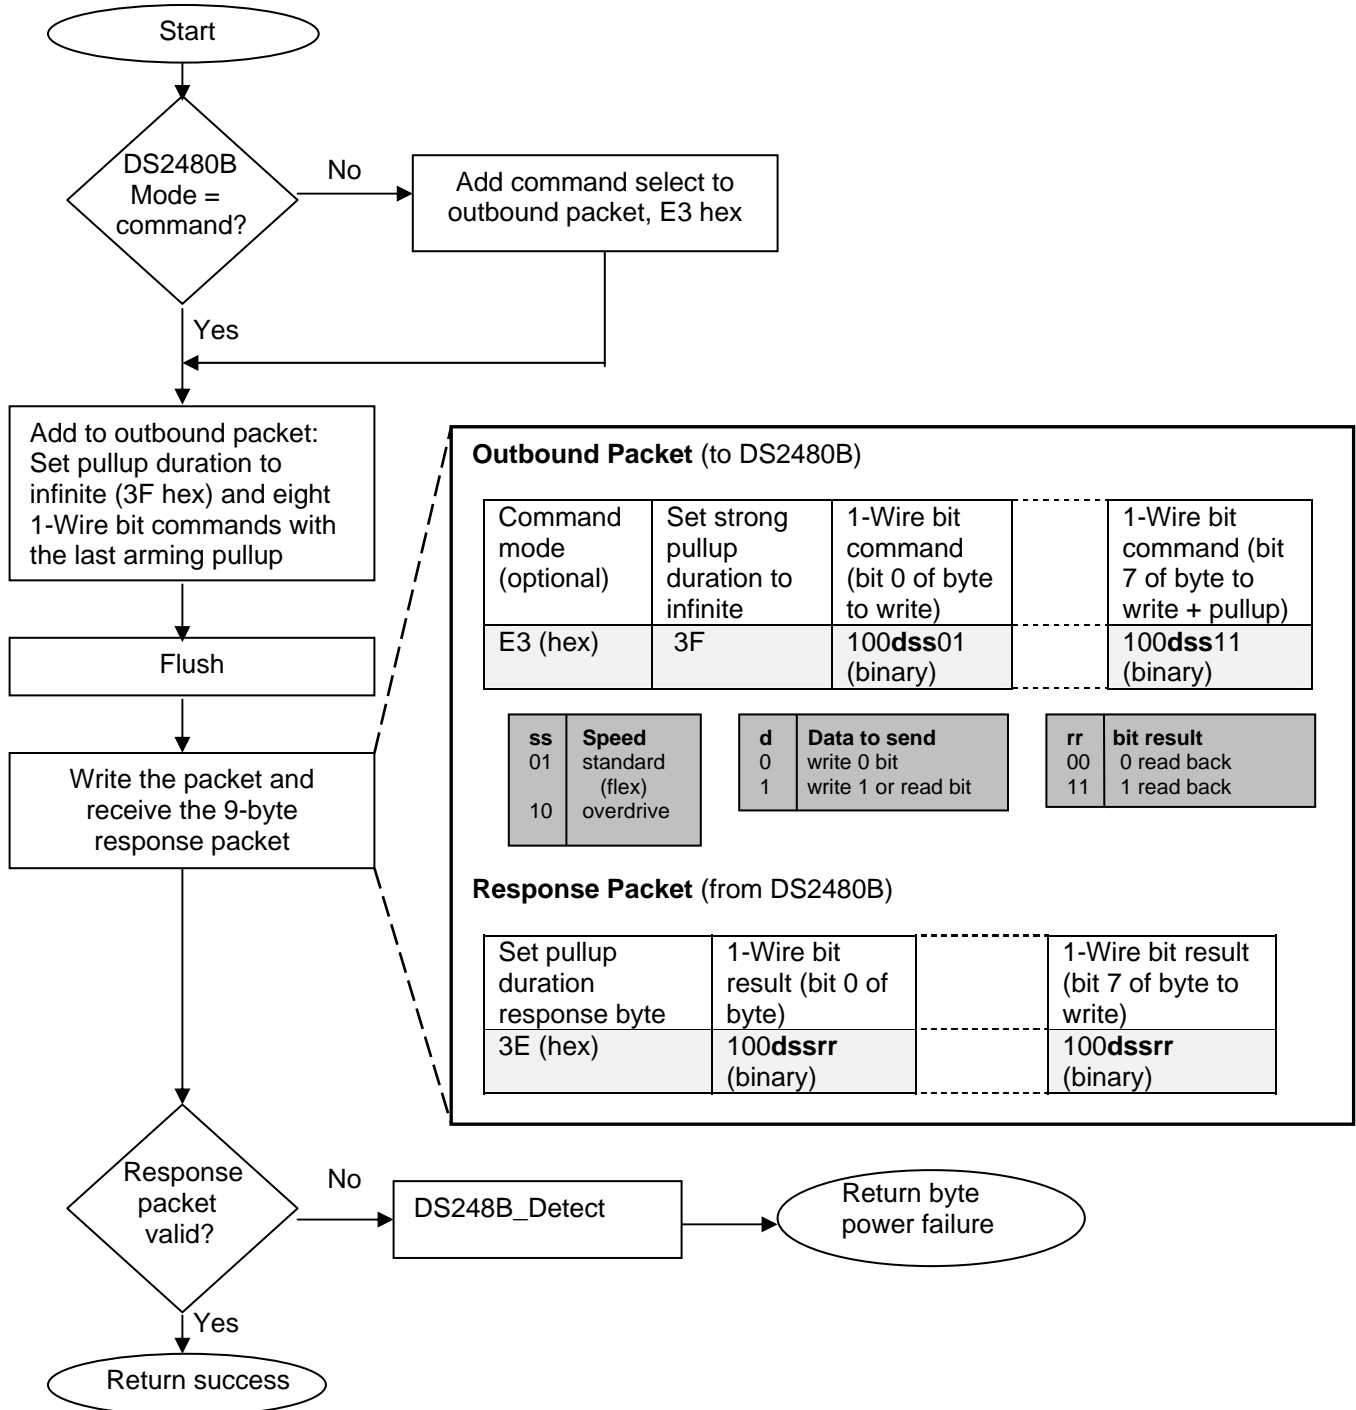 Start
DS2480B
Mode =
command?
No
Add command select to
outbound packet, E3 hex
Yes
Add to outbound packet:
Set pullup duration to
infinite (3F hex) and eight
1-Wire bit commands with
the last arming pullup
Flush
Write the packet and
receive the 9-byte
response packet
Outbound Packet (to DS2480B)
Command
mode
(optional)
Set strong
pullup
duration to
infinite
1-Wire bit
command
(bit 0 of byte
to write)
1-Wire bit
command (bit
7 of byte to
write + pullup)
E3 (hex)
3F
100dss01
(binary)
100dss11
(binary)
ss Speed
01 standard
(flex)
10 overdrive
d Data to send
0 write 0 bit
1 write 1 or read bit
rr bit result
00 0 read back
11 1 read back
Response Packet (from DS2480B)
Set pullup
duration
response byte
1-Wire bit
result (bit 0 of
byte)
1-Wire bit result
(bit 7 of byte to
write)
3E (hex)
100dssrr
(binary)
100dssrr
(binary)
Response
packet
valid?
No
DS248B_Detect
Return byte
power failure
Yes
Return success